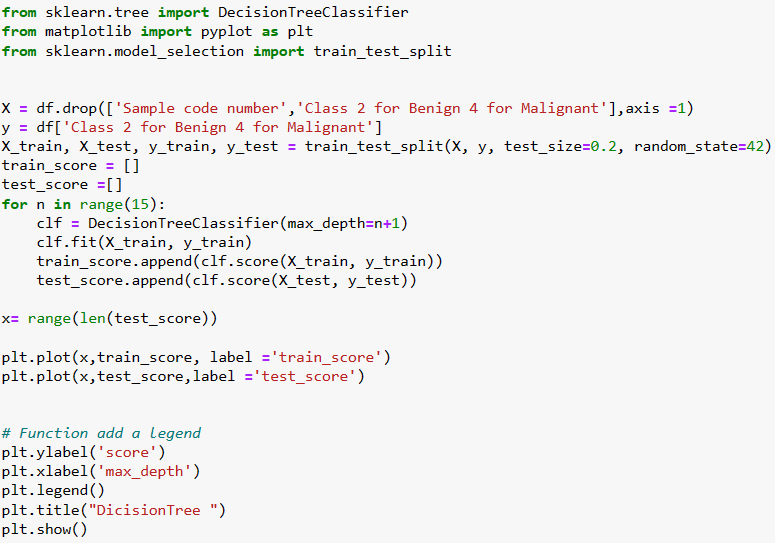 from sklearn.tree import DecisionTreeClassifier
from matplotlib import pyplot as plt
from sklearn.model_selection import train_test_split
X = df.drop(['Sample code number','Class 2 for Benign 4 for Malignant'],axis =1)
y = df['Class 2 for Benign 4 for Malignant']
X_train, X_test, y_train, y_test = train_test_split(X, y, test_size=0.2, random_state=42)
train_score = []
test_score =[]
for n in range(15):
    clf = DecisionTreeClassifier(max_depth=n+1)
    clf.fit(X_train, y_train)
    train_score.append(clf.score(X_train, y_train))
    test_score.append(clf.score(X_test, y_test))
x= range(len(test_score))
plt.plot(x,train_score, label ='train_score')
plt.plot(x,test_score,label ='test_score')
# Function add a legend
plt.ylabel('score')
plt.xlabel('max_depth')
plt.legend()
plt.title("DicisionTree ")
plt.show()